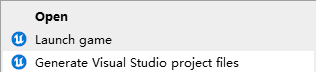 Open
Launch game
Generate Visual Studio project files